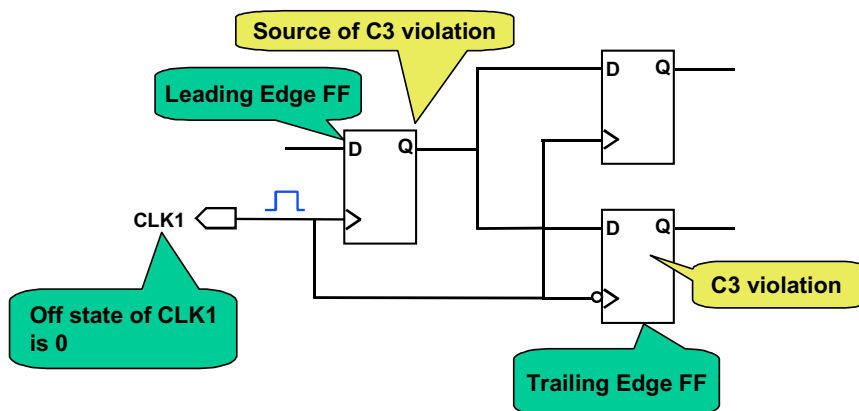 Source of C3 violation
Leading Edge FF
D Q
D Q
CLK1
D Q
C3 violation
Off state of CLK1
is 0
Trailing Edge FF